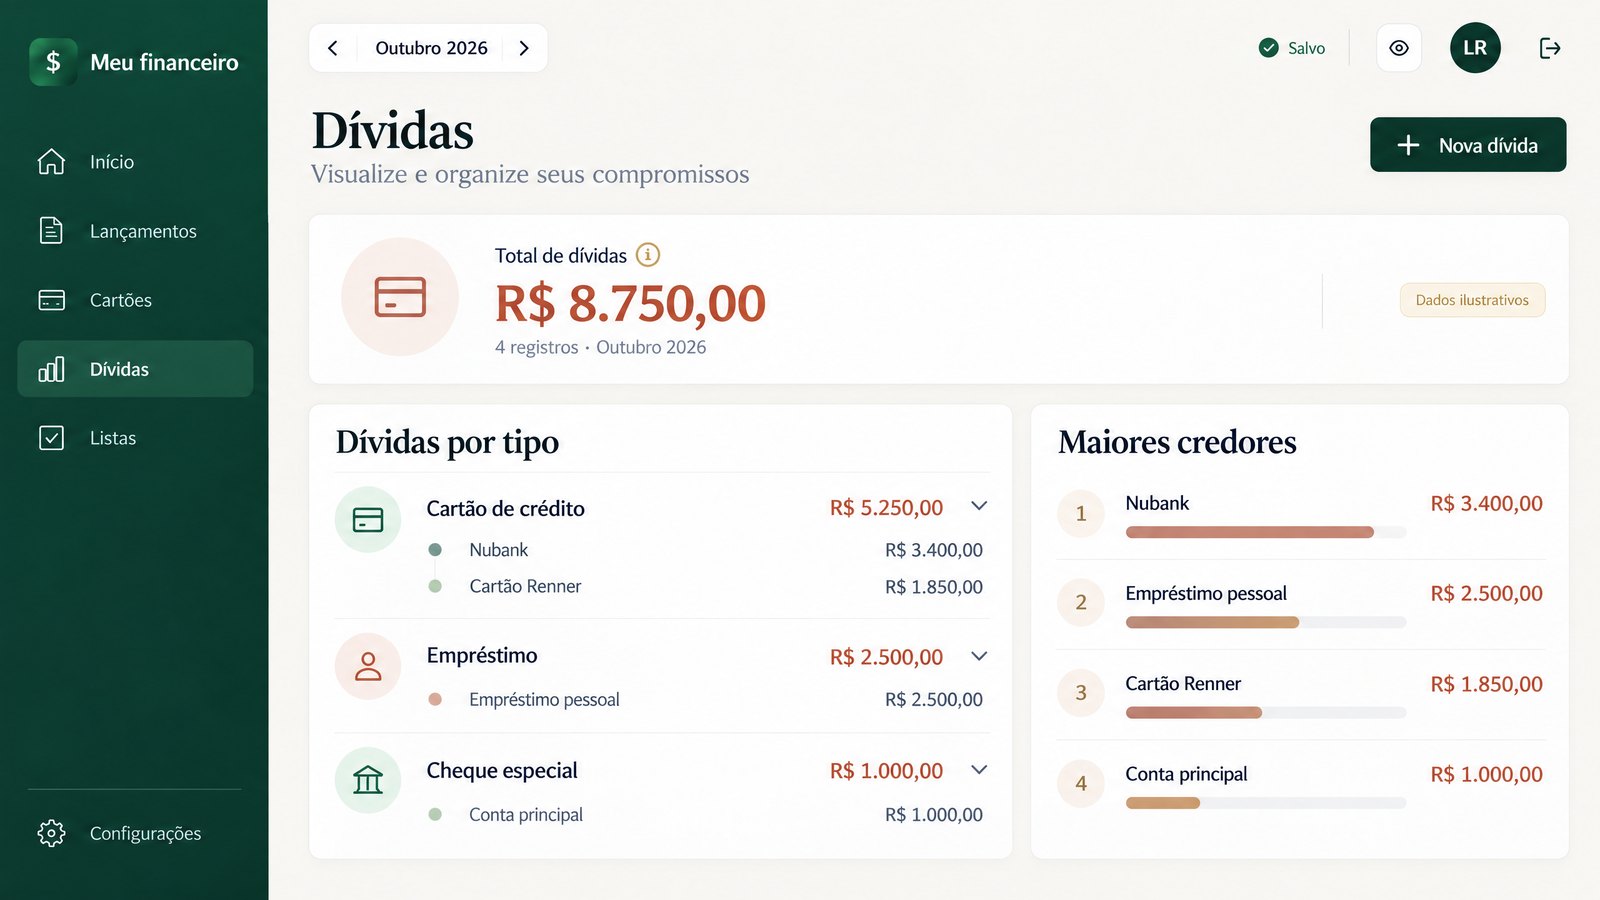 $ Meu financeiro
Início
Lançamentos
Cartões
Dívidas
Listas
Configurações
Outubro 2026
Salvo
LR
Dívidas
Visualize e organize seus compromissos
Nova dívida
Total de dívidas
R$ 8.750,00
4 registros · Outubro 2026
Dados ilustrativos
Dívidas por tipo
Cartão de crédito R$ 5.250,00
Nubank R$ 3.400,00
Cartão Renner R$ 1.850,00
Empréstimo R$ 2.500,00
Empréstimo pessoal R$ 2.500,00
Cheque especial R$ 1.000,00
Conta principal R$ 1.000,00
Maiores credores
1 Nubank R$ 3.400,00
2 Empréstimo pessoal R$ 2.500,00
3 Cartão Renner R$ 1.850,00
4 Conta principal R$ 1.000,00